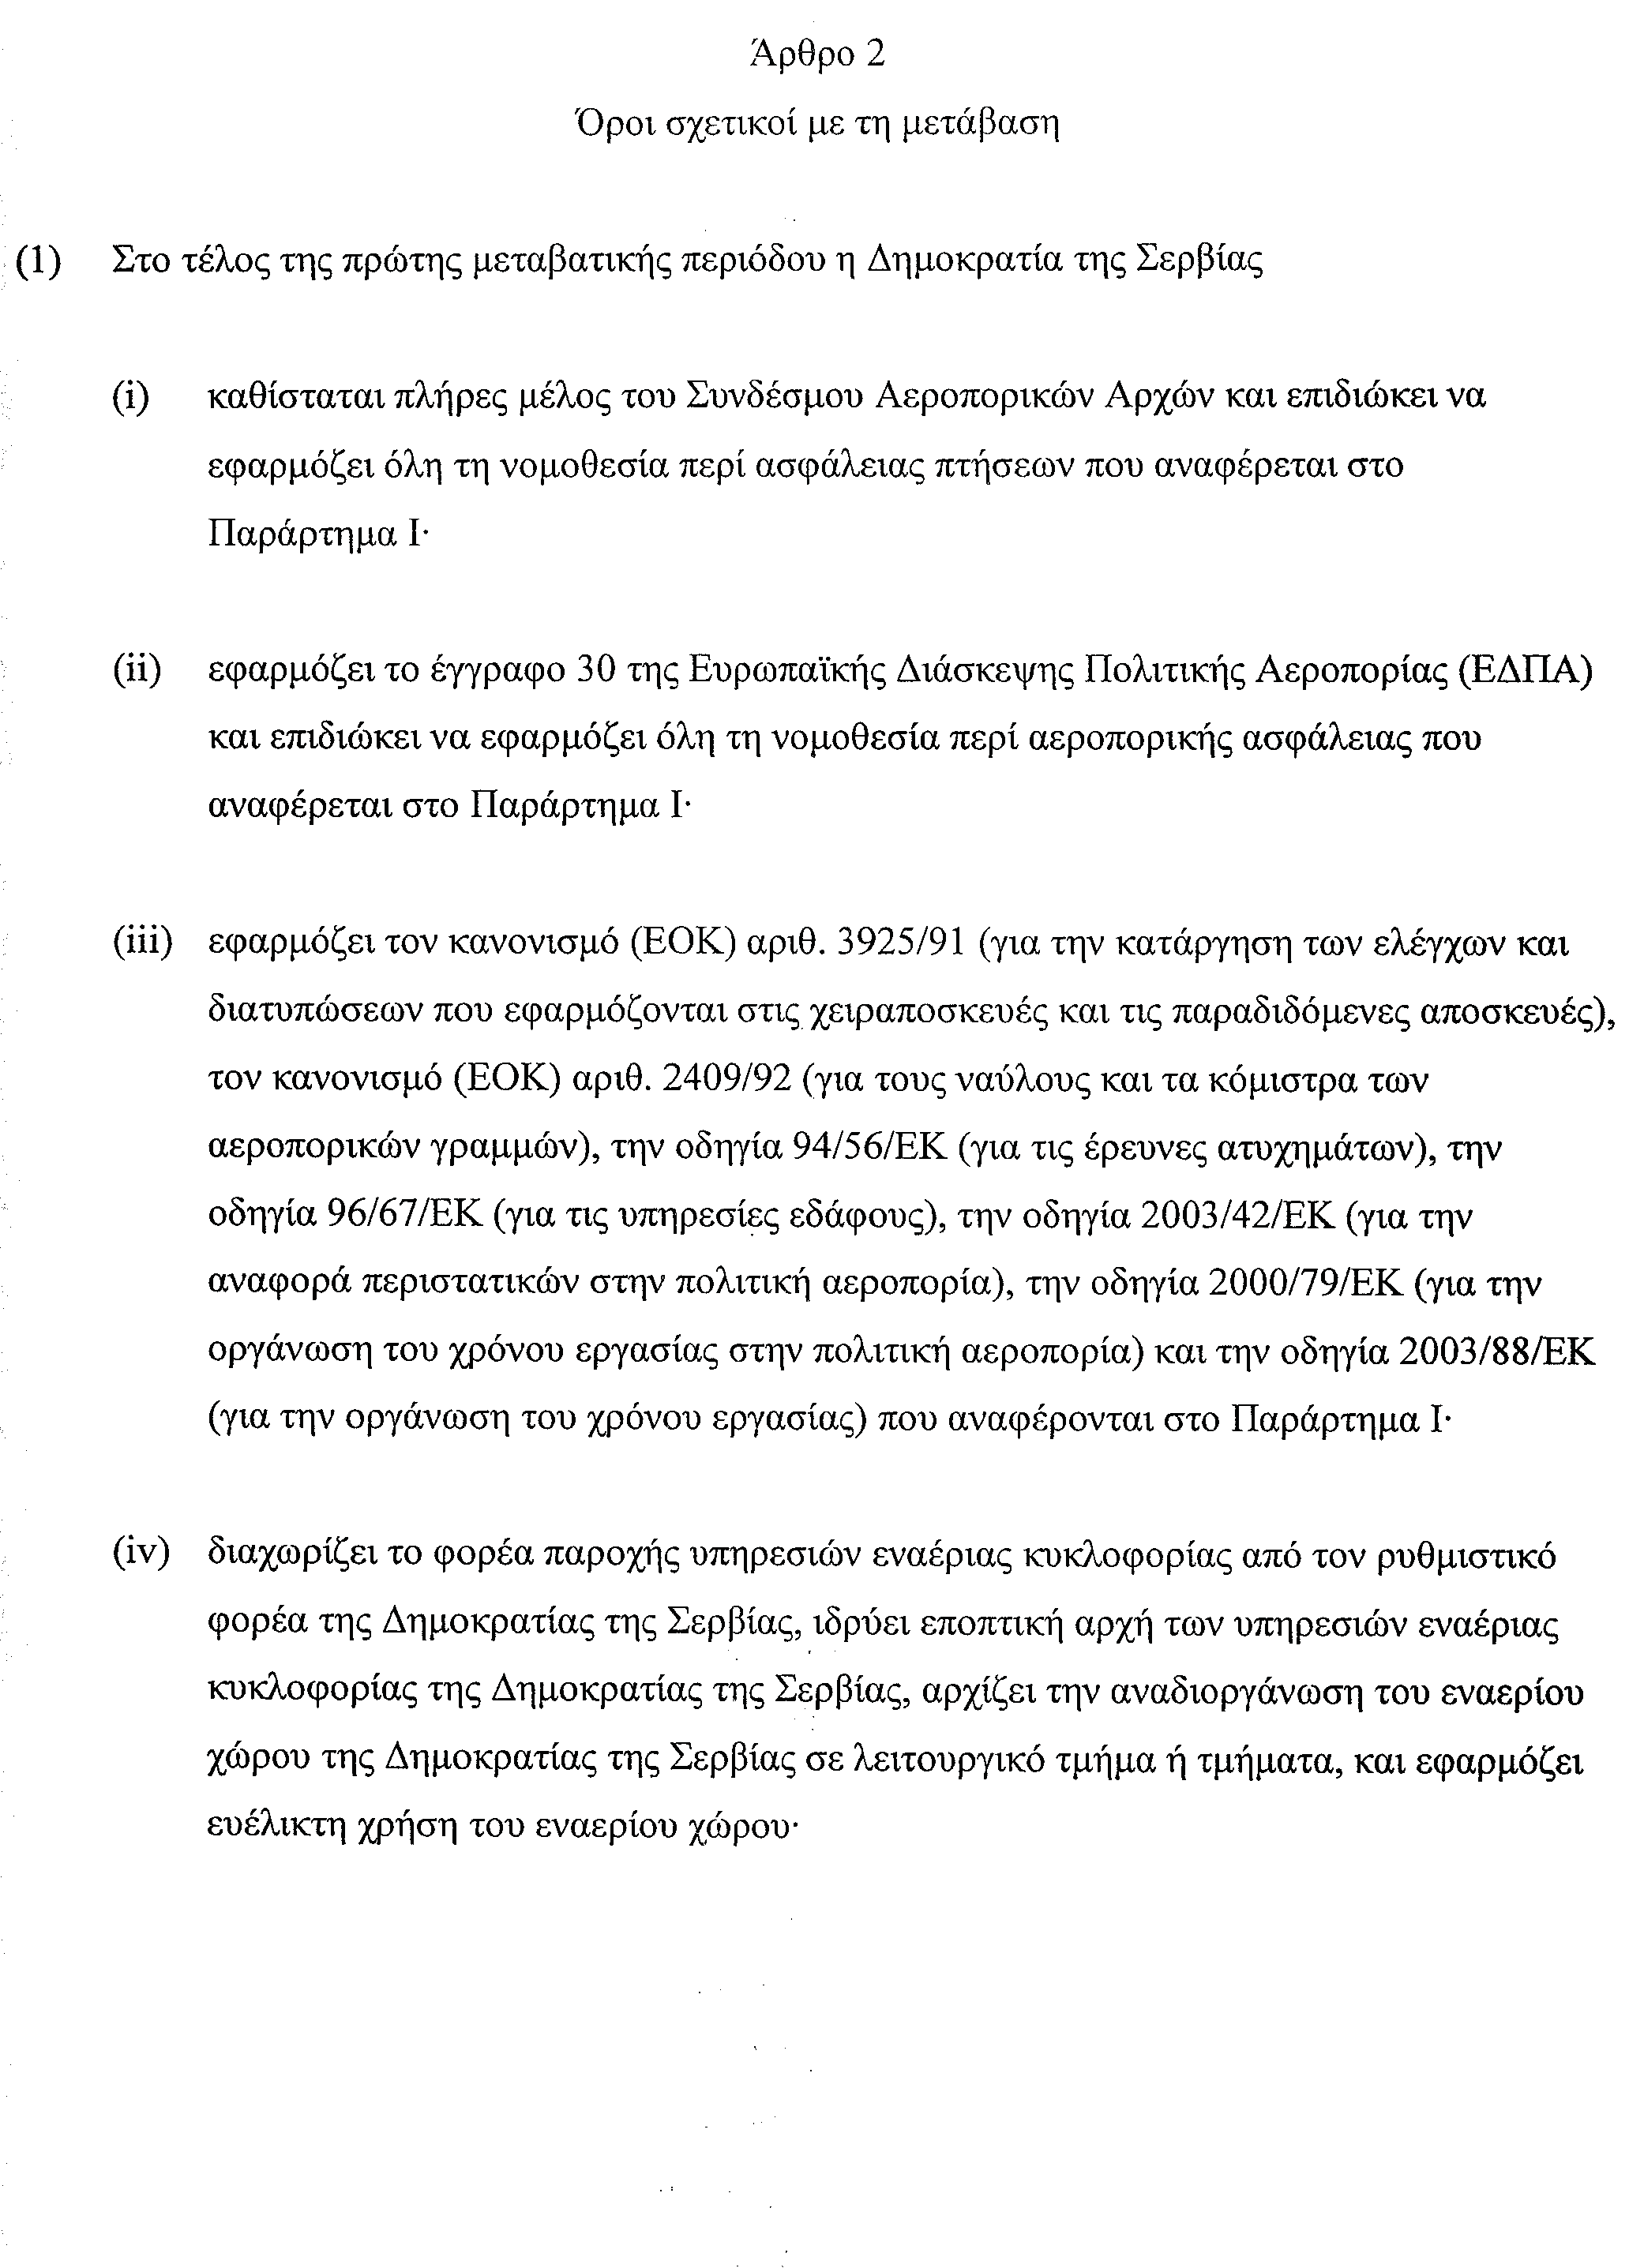 Άρθρο 2
Όροι σχετικοί με τη μετάβαση
(1) Στο τέλος της πρώτης μεταβατικής περιόδου η Δημοκρατία της Σερβίας
(i) καθίσταται πλήρες μέλος του Συνδέσμου Αεροπορικών Αρχών και επιδιώκει να
εφαρμόζει όλη τη νομοθεσία περί ασφάλειας πτήσεων που αναφέρεται στο
Παράρτημα Ι·
(ii) εφαρμόζει το έγγραφο 30 της Ευρωπαϊκής Διάσκεψης Πολιτικής Αεροπορίας (ΕΔΠΑ)
και επιδιώκει να εφαρμόζει όλη τη νομοθεσία περί αεροπορικής ασφάλειας που
αναφέρεται στο Παράρτημα Ι·
(iii) εφαρμόζει τον κανονισμό (ΕΟΚ) αριθ. 3925/91 (για την κατάργηση των ελέγχων και
διατυπώσεων που εφαρμόζονται στις χειραποσκευές και τις παραδιδόμενες αποσκευές),
τον κανονισμό (ΕΟΚ) αριθ. 2409/92 (για τους ναύλους και τα κόμιστρα των
αεροπορικών γραμμών), την οδηγία 94/56/ΕΚ (για τις έρευνες ατυχημάτων), την
οδηγία 96/67/ΕΚ (για τις υπηρεσίες εδάφους), την οδηγία 2003/42/ΕΚ (για την
αναφορά περιστατικών στην πολιτική αεροπορία), την οδηγία 2000/79/ΕΚ (για την
οργάνωση του χρόνου εργασίας στην πολιτική αεροπορία) και την οδηγία 2003/88/ΕΚ
(για την οργάνωση του χρόνου εργασίας) που αναφέρονται στο Παράρτημα Ι·
(iv) διαχωρίζει το φορέα παροχής υπηρεσιών εναέριας κυκλοφορίας από τον ρυθμιστικό
φορέα της Δημοκρατίας της Σερβίας, ιδρύει εποπτική αρχή των υπηρεσιών εναέριας
κυκλοφορίας της Δημοκρατίας της Σερβίας, αρχίζει την αναδιοργάνωση του εναερίου
χώρου της Δημοκρατίας της Σερβίας σε λειτουργικό τμήμα ή τμήματα, και εφαρμόζει
ευέλικτη χρήση του εναερίου χώρου·